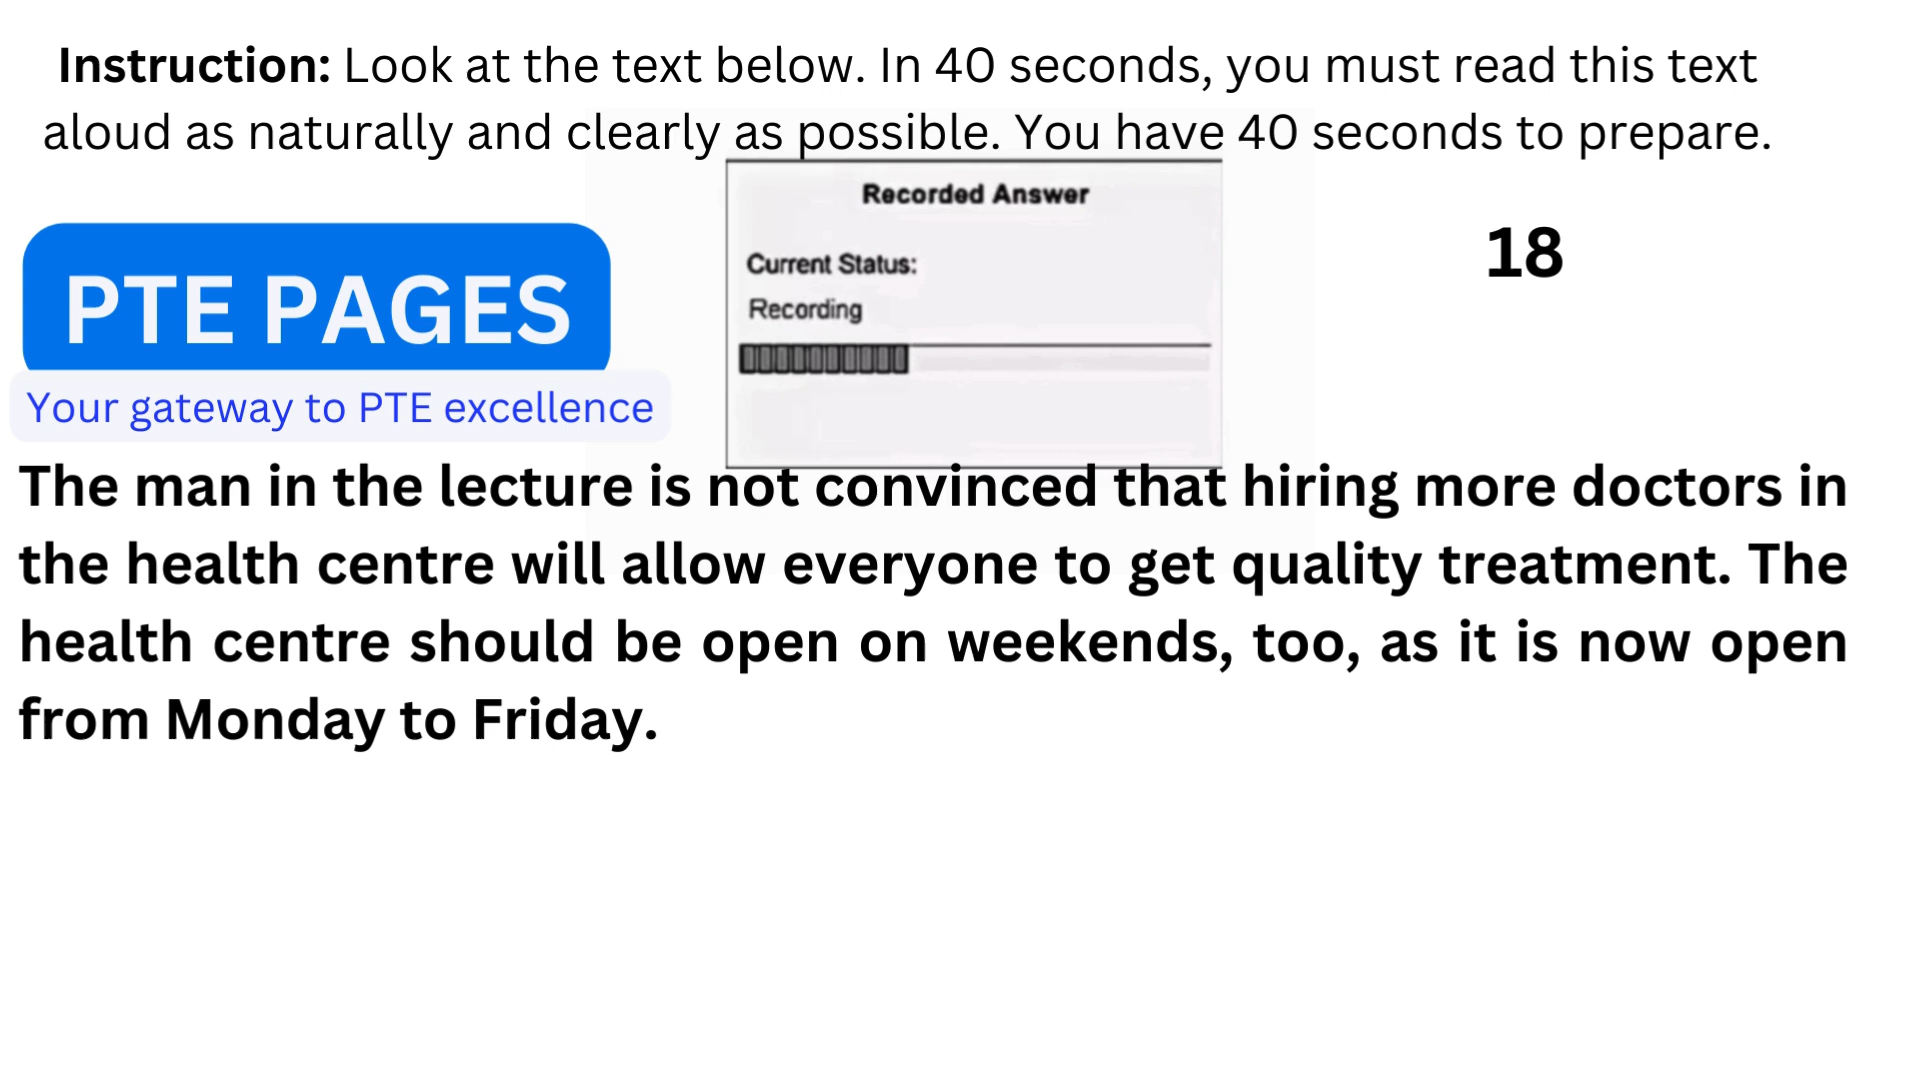 Instruction: Look at the text below. In 40 seconds, you must read this text
aloud as naturally and clearly as possible. You have 40 seconds to prepare.
Recorded Answer
Current Status:
Recording
18
PTE PAGES
Your gateway to PTE excellence
The man in the lecture is not convinced that hiring more doctors in
the health centre will allow everyone to get quality treatment. The
health centre should be open on weekends, too, as it is now open
from Monday to Friday.